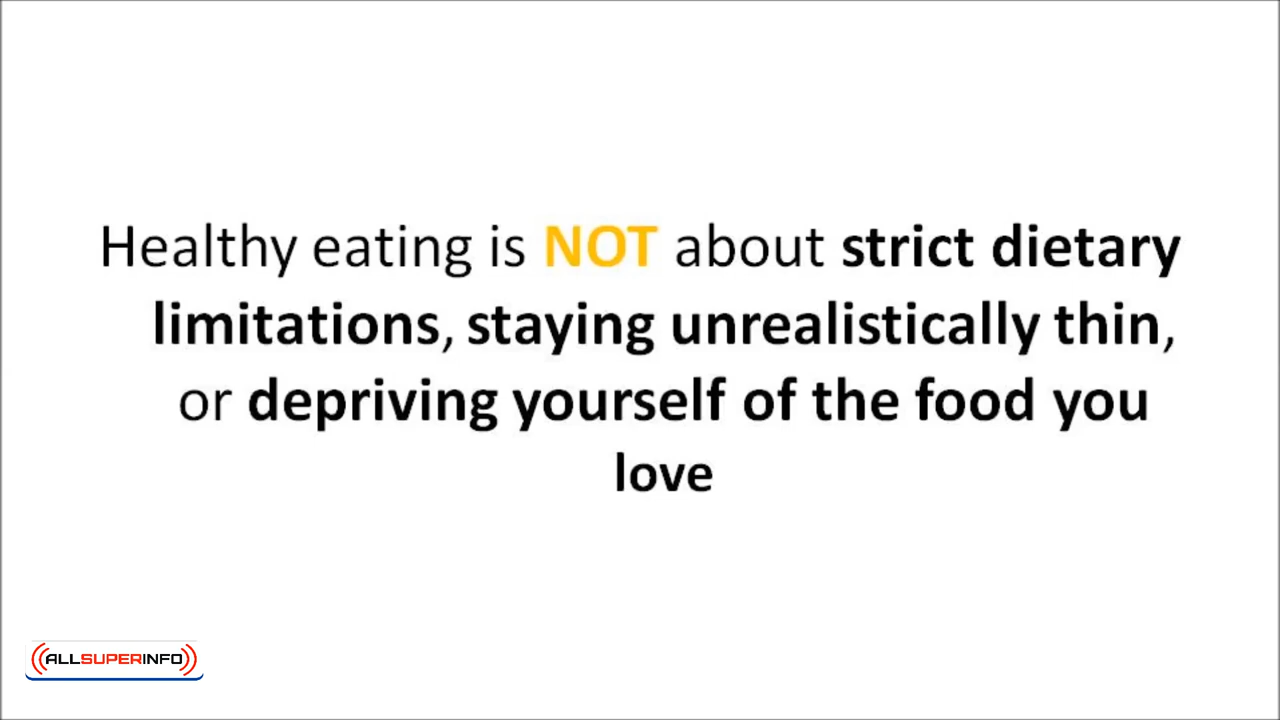 Healthy eating is NOT about strict dietary
limitations, staying unrealistically thin,
or depriving yourself of the food you
love
ALLSUPERINFO